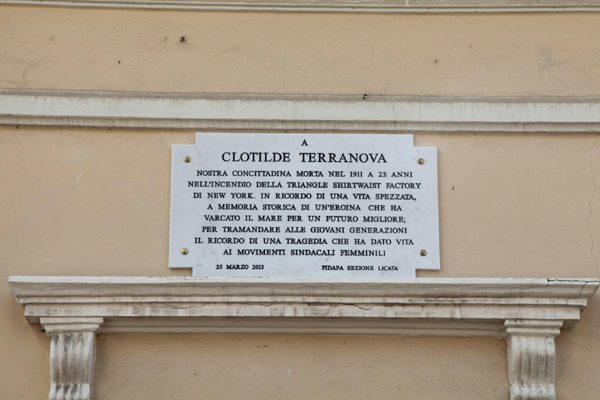 A
CLOTILDE TERRANOVA
NOSTRA CONCITTADINA MORTA NEL 1911 A 23 ANNI
NELL'INCENDIO DELLA TRIANGLE SHIRTWAIST FACTORY
DI NEW YORK. IN RICORDO DI UNA VITA SPEZZATA,
A MEMORIA STORICA DI UN'EROINA CHE HA
VARCATO IL MARE PER UN FUTURO MIGLIORE;
PER TRAMANDARE ALLE GIOVANI GENERAZIONI
IL RICORDO DI UNA TRAGEDIA CHE HA DATO VITA
AI MOVIMENTI SINDACALI FEMMINILI
25 MARZO 2013 FIDAPA SEZIONE LICATA